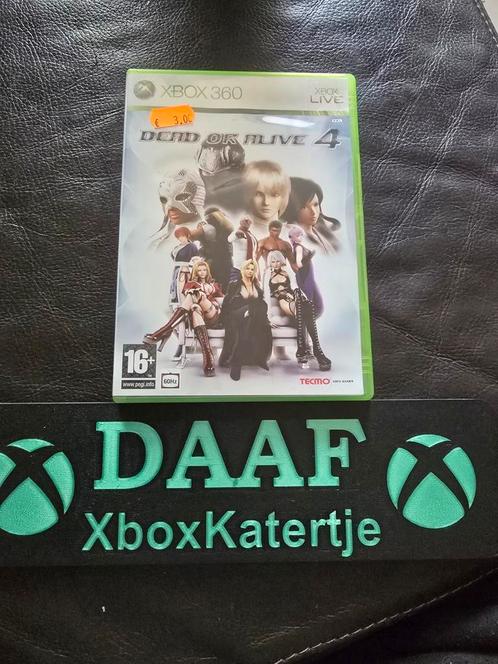 XBOX 360
XBOX
LIVE
€ 3,00
DEAD OR ALIVE 4
16+
www.pegi.info
60Hz
TECMO
DAAF
XboxKatertje